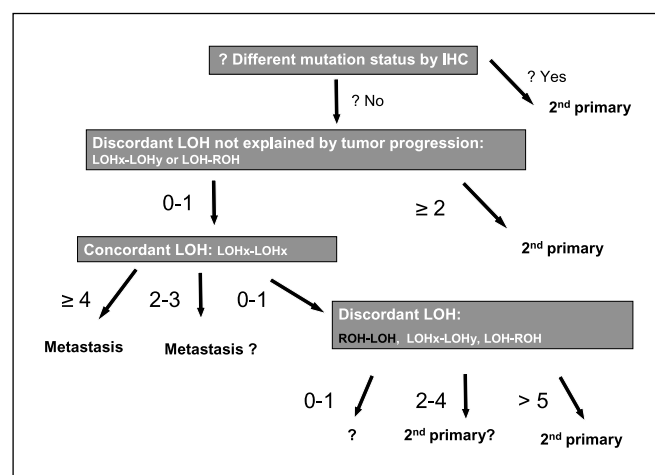 ? Different mutation status by IHC
? Yes
? No
2nd primary
Discordant LOH not explained by tumor progression:
LOHx-LOHy or LOH-ROH
0-1
≥ 2
Concordant LOH: LOHx-LOHx
2nd primary
≥ 4
2-3
0-1
Metastasis
Metastasis ?
Discordant LOH:
ROH-LOH, LOHx-LOHy, LOH-ROH
0-1
2-4
> 5
?
2nd primary?
2nd primary